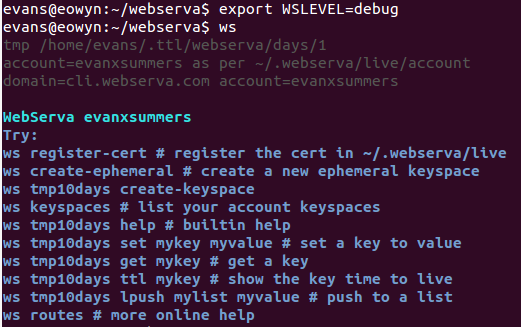 evans@eowyn:~/webserva$ export WSLEVEL=debug
evans@eowyn:~/webserva$ ws
tmp /home/evans/.ttl/webserva/days/1
account=evanxsummers as per ~/.webserva/live/account
domain=cli.webserva.com account=evanxsummers
WebServa evanxsummers
Try:
ws register-cert # register the cert in ~/.webserva/live
ws create-ephemeral # create a new ephemeral keyspace
ws tmp10days create-keyspace
ws keyspaces # list your account keyspaces
ws tmp10days help # builtin help
ws tmp10days set mykey myvalue # set a key to value
ws tmp10days get mykey # get a key
ws tmp10days ttl mykey # show the key time to live
ws tmp10days lpush mylist myvalue # push to a list
ws routes # more online help